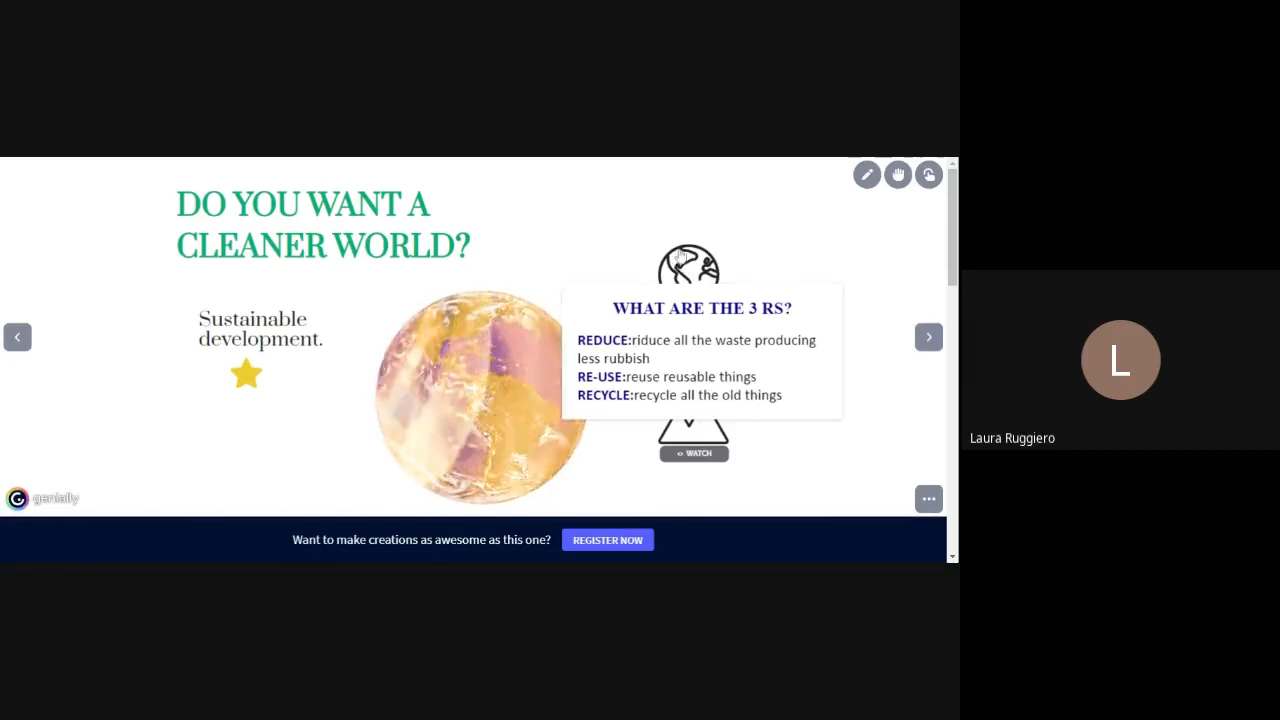 DO YOU WANT A
CLEANER WORLD?
Sustainable
development.
WHAT ARE THE 3 RS?
REDUCE:riduce all the waste producing
less rubbish
RE-USE:reuse reusable things
RECYCLE:recycle all the old things
WATCH
genially
Want to make creations as awesome as this one?
REGISTER NOW
L
Laura Ruggiero